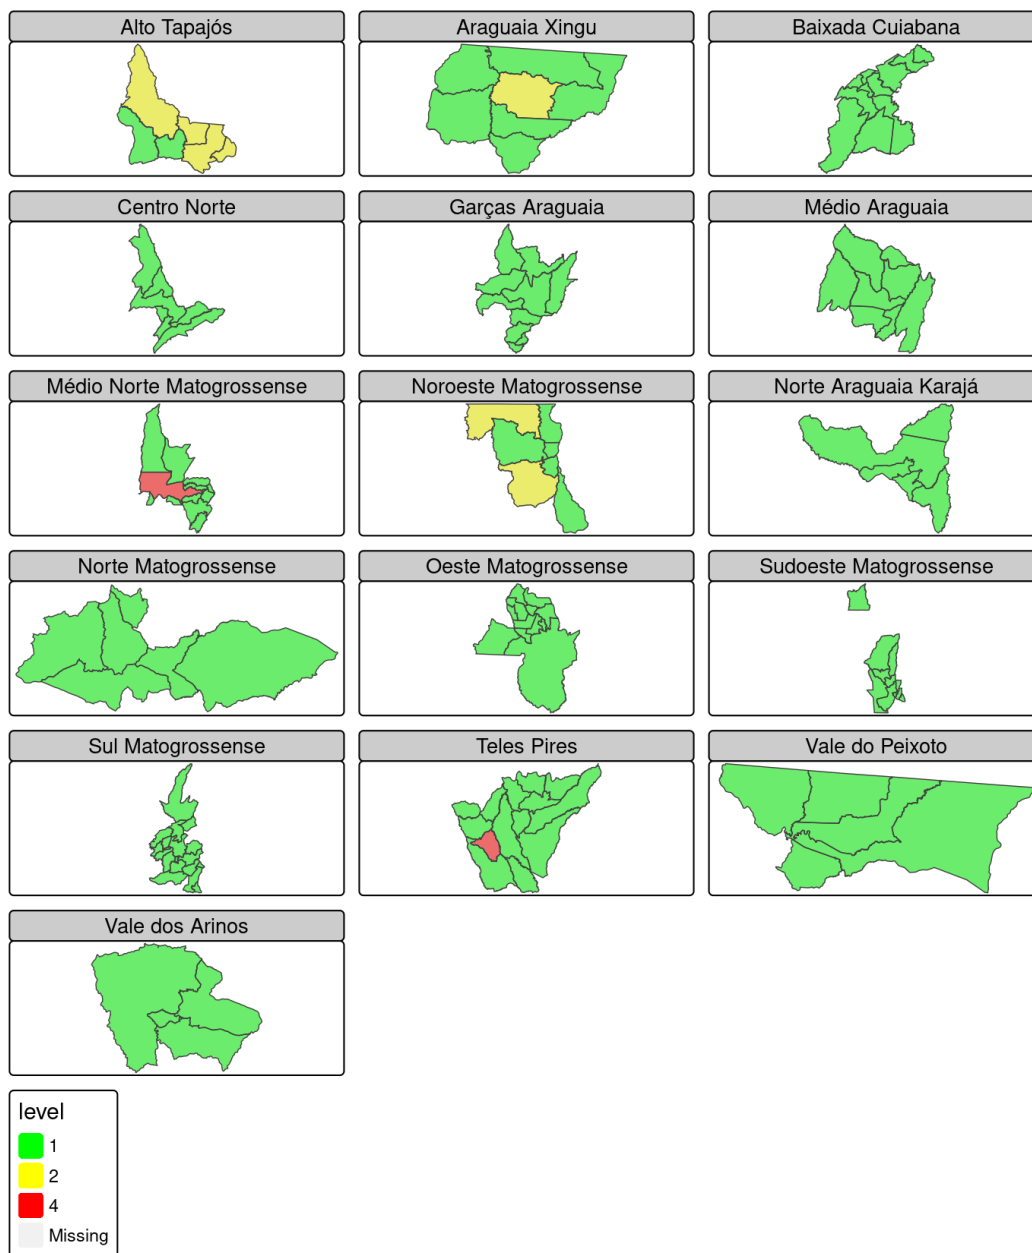 Alto Tapajós
Araguaia Xingu
Baixada Cuiabana
Centro Norte
Garças Araguaia
Médio Araguaia
Médio Norte Matogrossense
Noroeste Matogrossense
Norte Araguaia Karajá
Norte Matogrossense
Oeste Matogrossense
Sudoeste Matogrossense
Sul Matogrossense
Teles Pires
Vale do Peixoto
Vale dos Arinos
level
1
2
4
Missing